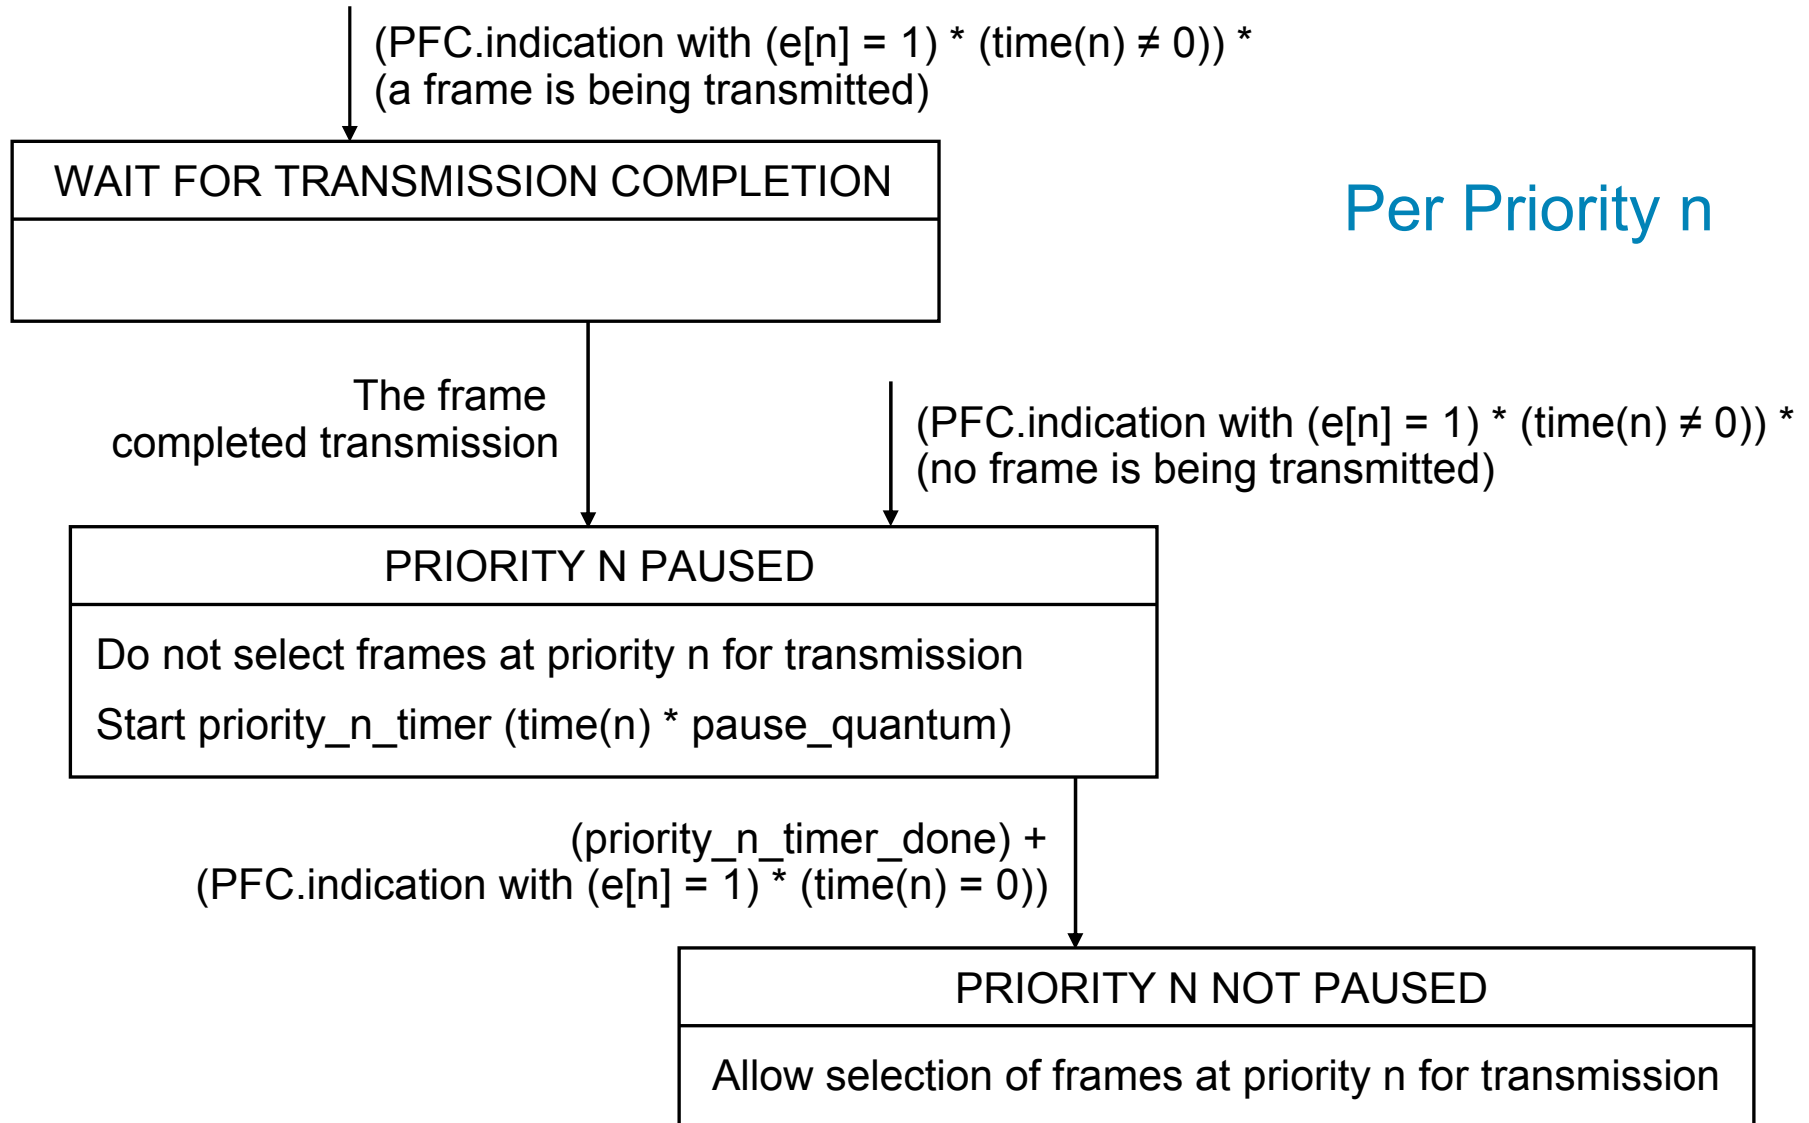 (PFC.indication with (e[n] = 1) * (time(n) ≠ 0)) *
(a frame is being transmitted)
WAIT FOR TRANSMISSION COMPLETION
Per Priority n
The frame
completed transmission
(PFC.indication with (e[n] = 1) * (time(n) ≠ 0)) *
(no frame is being transmitted)
PRIORITY N PAUSED
Do not select frames at priority n for transmission
Start priority_n_timer (time(n) * pause_quantum)
(priority_n_timer_done) +
(PFC.indication with (e[n] = 1) * (time(n) = 0))
PRIORITY N NOT PAUSED
Allow selection of frames at priority n for transmission